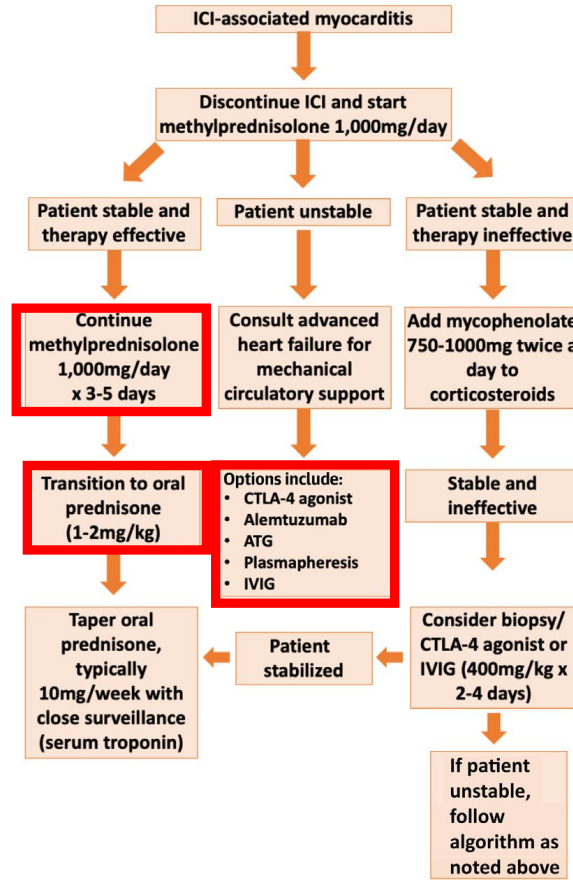 ICI-associated myocarditis
Discontinue ICI and start
methylprednisolone 1,000mg/day
Patient stable and
therapy effective
Patient unstable
Patient stable and
therapy ineffective
Continue
methylprednisolone
1,000mg/day
x 3-5 days
Consult advanced
heart failure for
mechanical
circulatory support
Add mycophenolate
750-1000mg twice a
day to
corticosteroids
Transition to oral
prednisone
(1-2mg/kg)
Options include:
• CTLA-4 agonist
• Alemtuzumab
• ATG
• Plasmapheresis
• IVIG
Stable and
ineffective
Taper oral
prednisone,
typically
10mg/week with
close surveillance
(serum troponin)
Patient
stabilized
Consider biopsy/
CTLA-4 agonist or
IVIG (400mg/kg x
2-4 days)
If patient
unstable,
follow
algorithm as
noted above